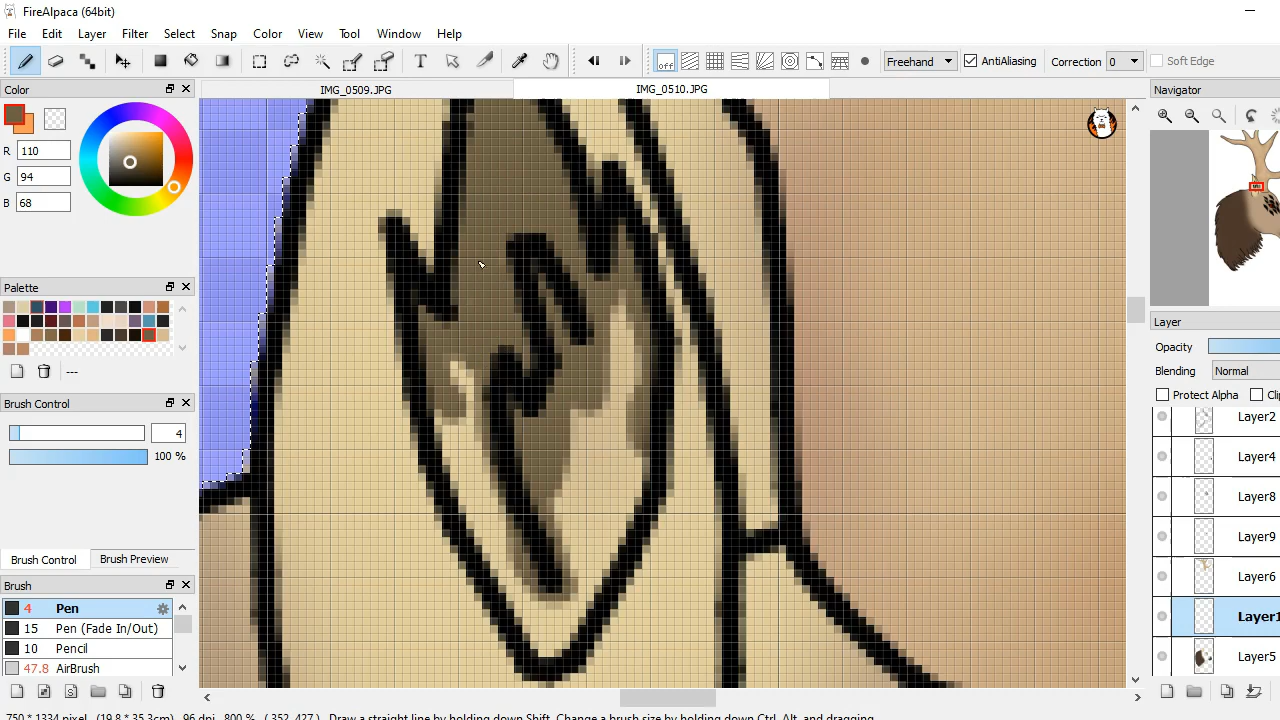 FireAlpaca (64bit)
File Edit Layer Filter Select Snap Color View Tool Window Help
off Freehand AntiAliasing Correction 0 Soft Edge
Color IMG_0509.JPG IMG_0510.JPG Navigator
R 110
G 94
B 68
Palette
Layer
Opacity
Blending Normal
Protect Alpha Cli
---
Brush Control
4
100 %
Layer2
Layer4
Layer8
Layer9
Layer6
Layer1
Layer5
Brush Control Brush Preview
Brush
4 Pen
15 Pen (Fade In/Out)
10 Pencil
47.8 AirBrush
750 * 1334 pixel (19.8 * 35.3cm) 96 dpi 800 % ( 352, 427 ) Draw a straight line by holding down Shift, Change a brush size by holding down Ctrl, Alt, and dragging